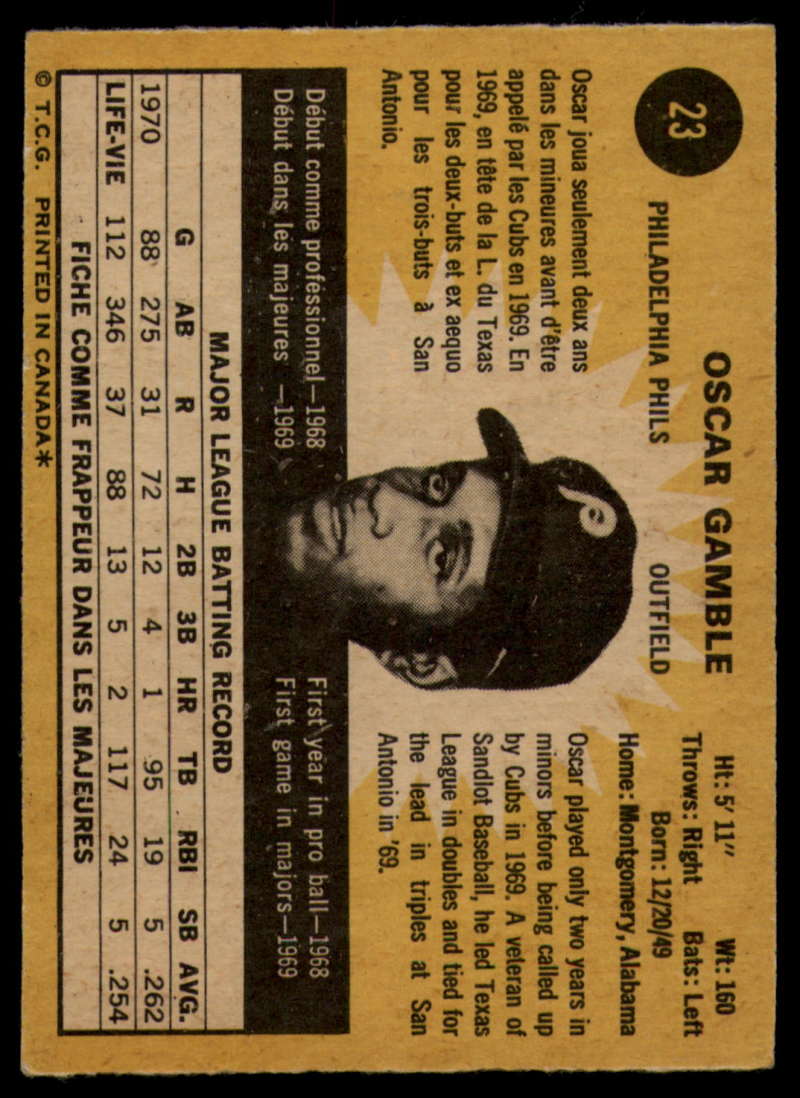 23
OSCAR GAMBLE
PHILADELPHIA PHILS OUTFIELD
Ht: 5' 11" Wt: 160
Throws: Right Bats: Left
Born: 12/20/49
Home: Montgomery, Alabama
Oscar joua seulement deux ans
dans les mineures avant d'être
appelé par les Cubs en 1969. En
1969, en tête de la L. du Texas
pour les deux-buts et ex aequo
pour les trois-buts à San
Antonio.
Oscar played only two years in
minors before being called up
by Cubs in 1969. A veteran of
Sandlot Baseball, he led Texas
League in doubles and tied for
the lead in triples at San
Antonio in '69.
P
Début comme proféssionnel—1968
Début dans les majeures —1969
First year in pro ball—1968
First game in majors—1969
MAJOR LEAGUE BATTING RECORD
G AB R H 2B 3B HR TB RBI SB AVG.
1970 88 275 31 72 12 4 1 95 19 5 .262
LIFE-VIE 112 346 37 88 13 5 2 117 24 5 .254
FICHE COMME FRAPPEUR DANS LES MAJEURES
© T.C.G. PRINTED IN CANADA*